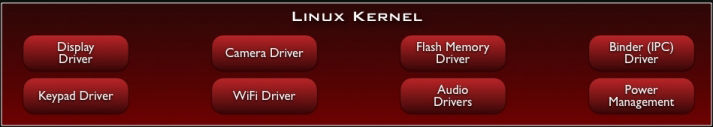 Linux Kernel
Display
Driver
Camera Driver
Flash Memory
Driver
Binder (IPC)
Driver
Keypad Driver
WiFi Driver
Audio
Drivers
Power
Management